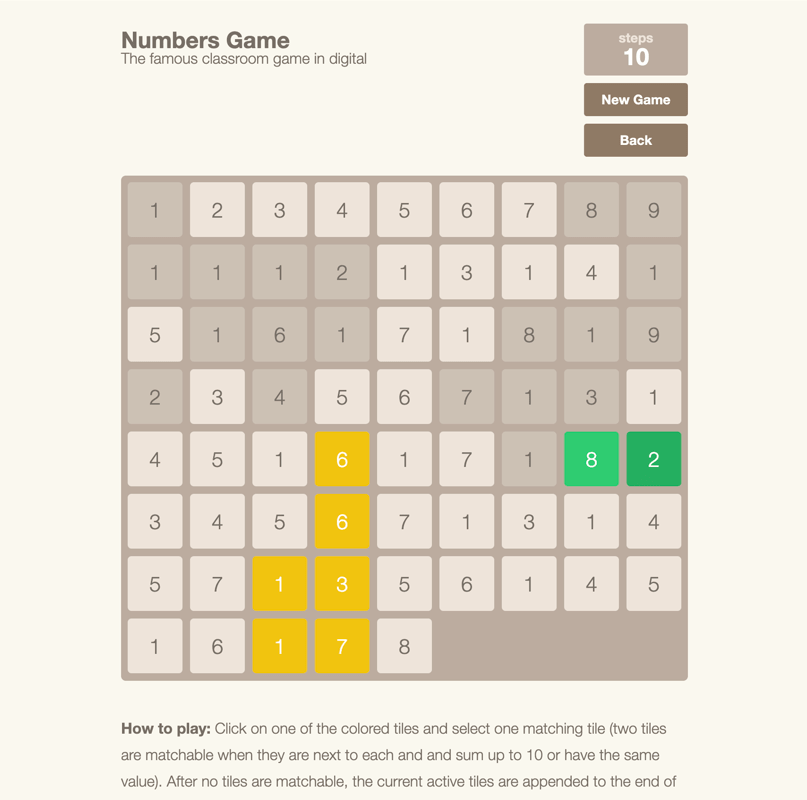 Numbers Game
The famous classroom game in digital
steps
10
New Game
Back
1 2 3 4 5 6 7 8 9
1 1 1 2 1 3 1 4 1
5 1 6 1 7 1 8 1 9
2 3 4 5 6 7 1 3 1
4 5 1 6 1 7 1 8 2
3 4 5 6 7 1 3 1 4
5 7 1 3 5 6 1 4 5
1 6 1 7 8
How to play: Click on one of the colored tiles and select one matching tile (two tiles
are matchable when they are next to each and and sum up to 10 or have the same
value). After no tiles are matchable, the current active tiles are appended to the end of